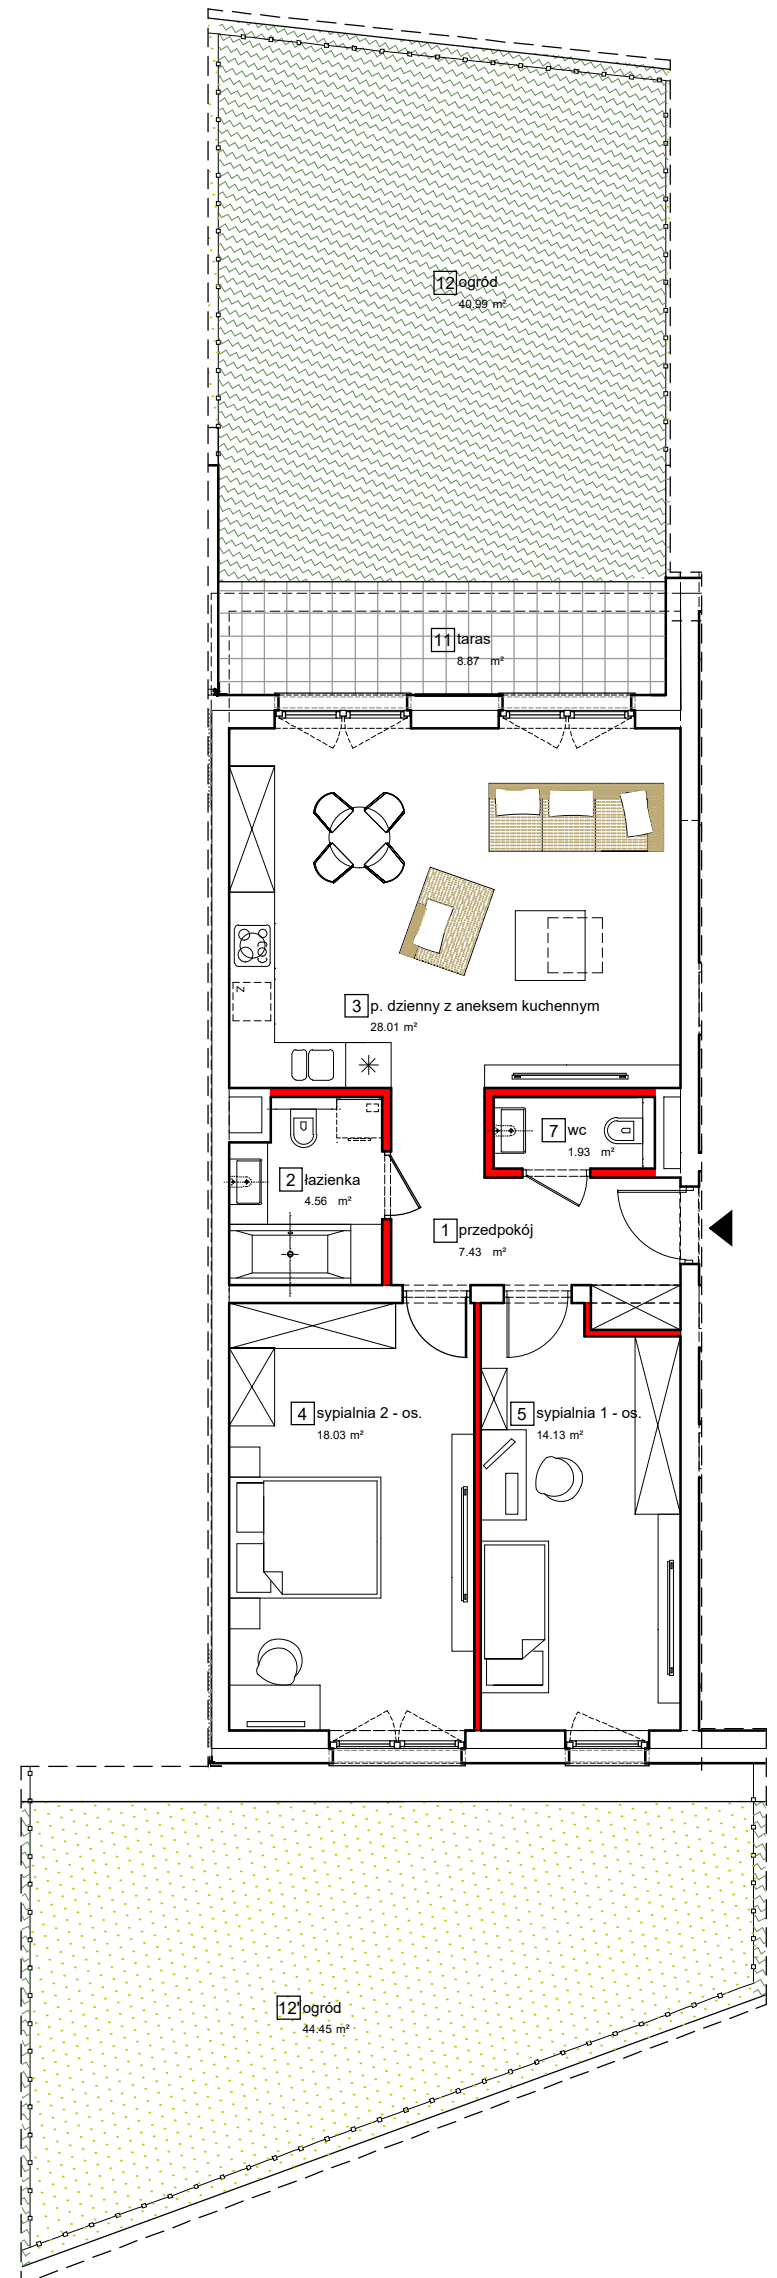 12 ogród
40.99 m²
11 taras
8.87 m²
Z
3 p. dzienny z aneksem kuchennym
28.01 m²
7 wc
1.93 m²
2 łazienka
4.56 m²
1 przedpokój
7.43 m²
4 sypialnia 2 - os.
18.03 m²
5 sypialnia 1 - os.
14.13 m²
12' ogród
44.45 m²